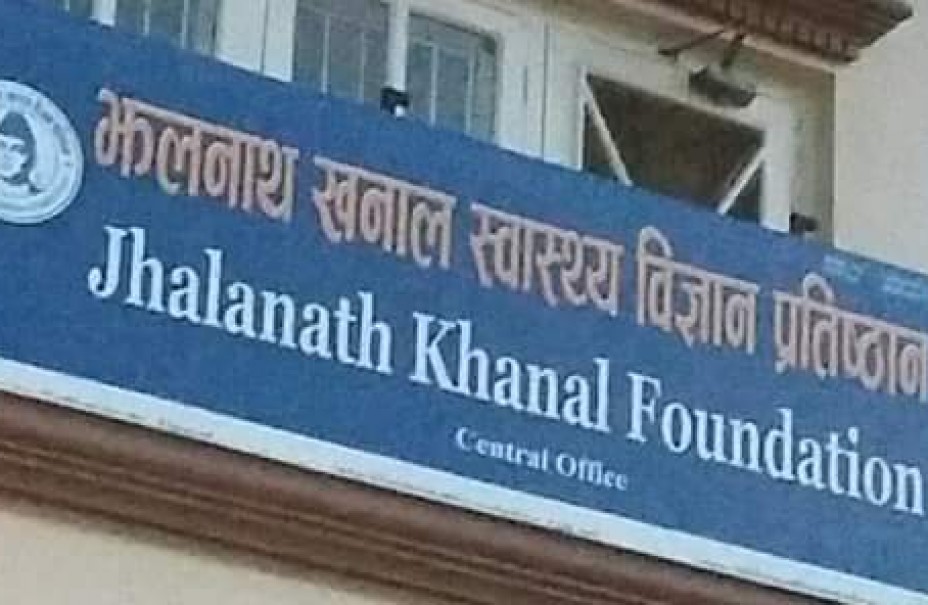 झलनाथ खनाल स्वास्थ्य विज्ञान प्रतिष्ठान
Jhalanath Khanal Foundation
Central Office